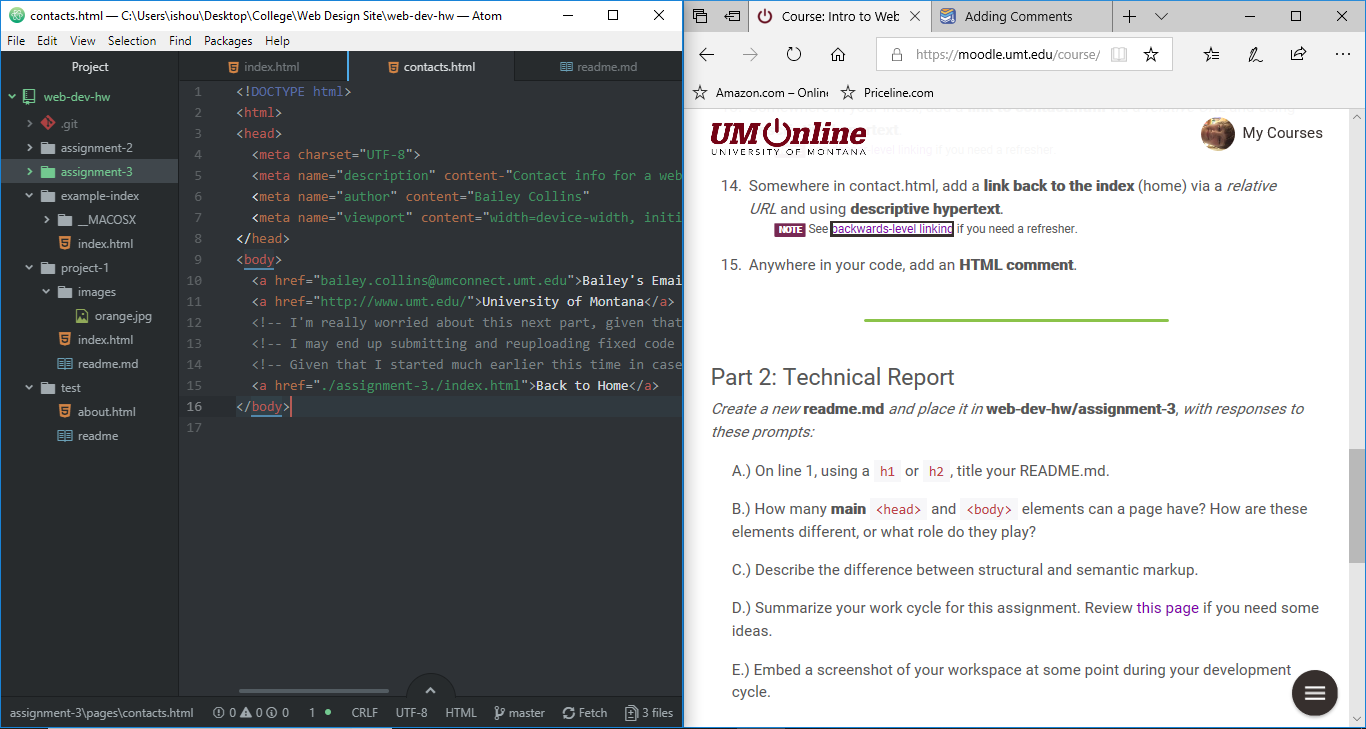 contacts.html — C:\Users\ishou\Desktop\College\Web Design Site\web-dev-hw — Atom
File Edit View Selection Find Packages Help
Project
web-dev-hw
.git
assignment-2
assignment-3
example-index
__MACOSX
index.html
project-1
images
orange.jpg
index.html
readme.md
test
about.html
readme
index.html
contacts.html
readme.md
1 <!DOCTYPE html>
2 <html>
3 <head>
4 <meta charset="UTF-8">
5 <meta name="description" content-"Contact info for a web
6 <meta name="author" content="Bailey Collins"
7 <meta name="viewport" content="width=device-width, initi
8 </head>
9 <body>
10 <a href="bailey.collins@umconnect.umt.edu">Bailey's Emai
11 <a href="http://www.umt.edu/">University of Montana</a>
12 <!-- I'm really worried about this next part, given that
13 <!-- I may end up submitting and reuploading fixed code
14 <!-- Given that I started much earlier this time in case
15 <a href="./assignment-3./index.html">Back to Home</a>
16 </body>
17
assignment-3\pages\contacts.html 0 0 0 1 CRLF UTF-8 HTML master Fetch 3 files
Course: Intro to Web
Adding Comments
https://moodle.umt.edu/course/
Amazon.com – Onlin
Priceline.com
UM Online
UNIVERSITY OF MONTANA
My Courses
14. Somewhere in contact.html, add a link back to the index (home) via a relative
URL and using descriptive hypertext.
NOTE See backwards-level linking if you need a refresher.
15. Anywhere in your code, add an HTML comment.
Part 2: Technical Report
Create a new readme.md and place it in web-dev-hw/assignment-3, with responses to
these prompts:
A.) On line 1, using a h1 or h2 , title your README.md.
B.) How many main <head> and <body> elements can a page have? How are these
elements different, or what role do they play?
C.) Describe the difference between structural and semantic markup.
D.) Summarize your work cycle for this assignment. Review this page if you need some
ideas.
E.) Embed a screenshot of your workspace at some point during your development
cycle.